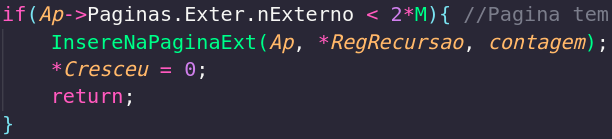 if(Ap->Paginas.Exter.nExterno < 2*M){ //Pagina tem
InsereNaPaginaExt(Ap, *RegRecursao, contagem);
*Cresceu = 0;
return;
}